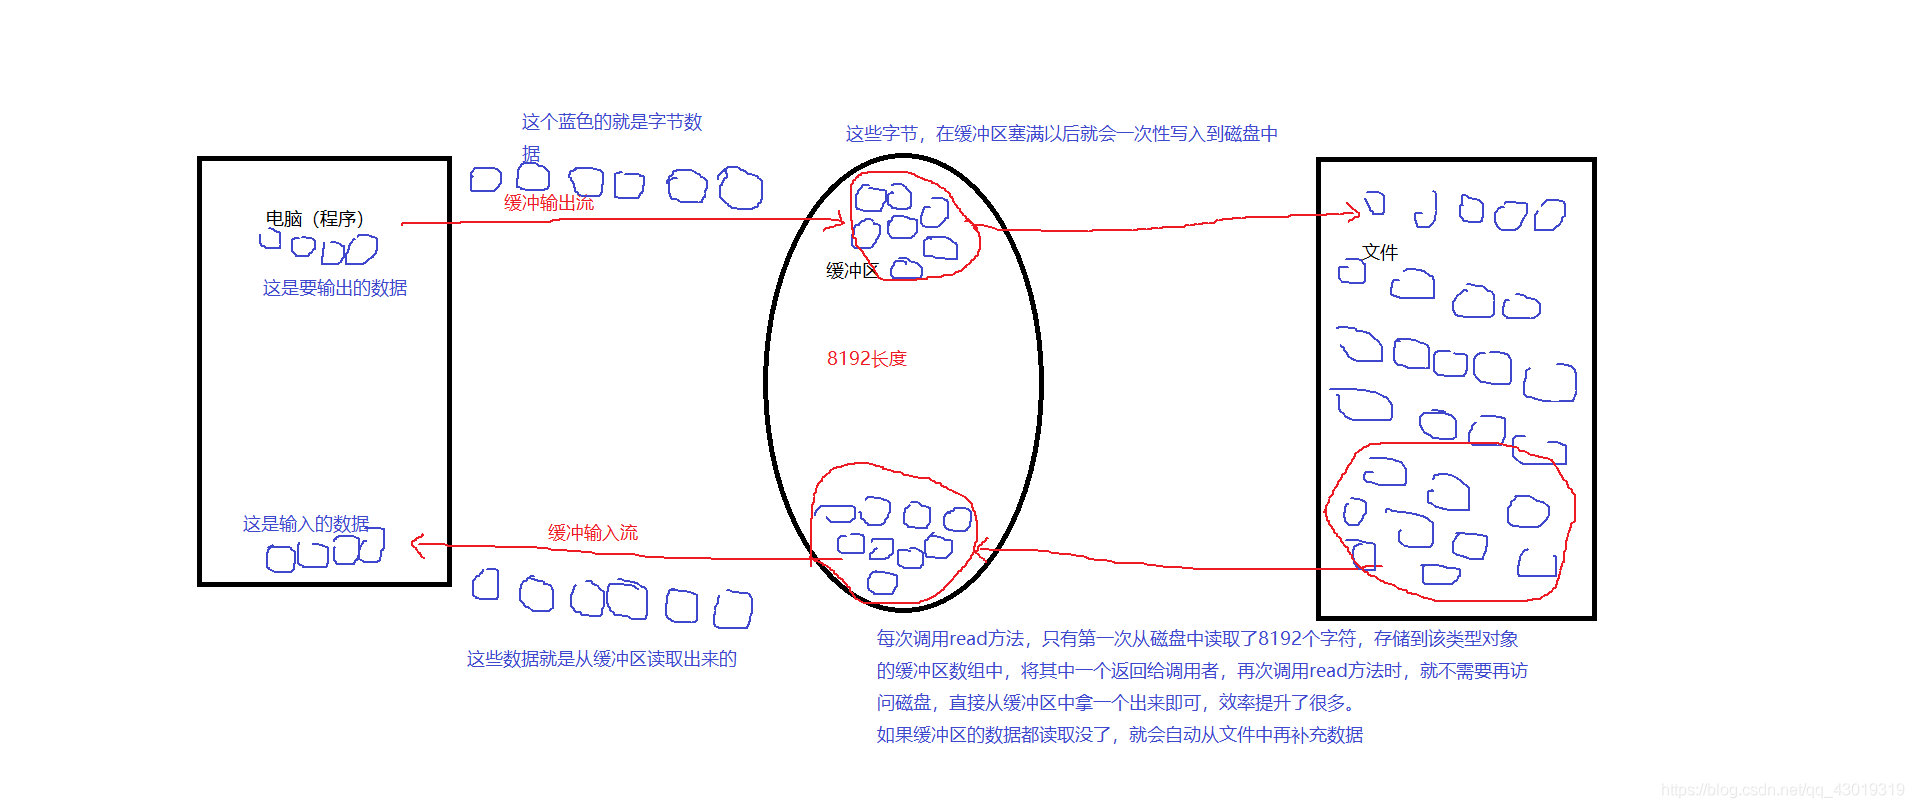 这个蓝色的就是字节数
据
这些字节，在缓冲区塞满以后就会一次性写入到磁盘中
缓冲输出流
电脑（程序）
这是要输出的数据
缓冲区
文件
8192长度
这是输入的数据
缓冲输入流
这些数据就是从缓冲区读取出来的
每次调用read方法，只有第一次从磁盘中读取了8192个字符，存储到该类型对象
的缓冲区数组中，将其中一个返回给调用者，再次调用read方法时，就不需要再访
问磁盘，直接从缓冲区中拿一个出来即可，效率提升了很多。
如果缓冲区的数据都读取没了，就会自动从文件中再补充数据
https://blog.csdn.net/qq_43019319